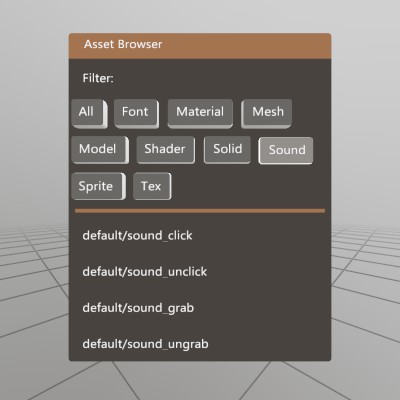 Asset Browser
Filter:
All Font Material Mesh
Model Shader Solid Sound
Sprite Tex
default/sound_click
default/sound_unclick
default/sound_grab
default/sound_ungrab